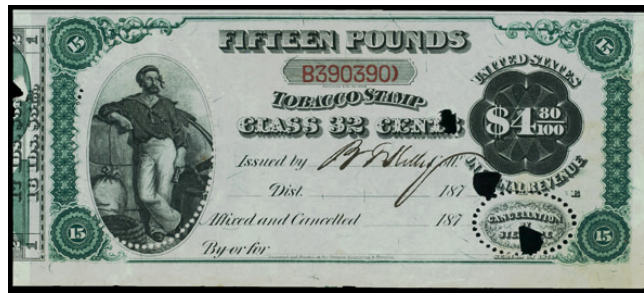 15
FIFTEEN POUNDS
15
B390390)
UNITED STATES
TOBACCO STAMP
CLASS 32 CENTS
$4 80/100
Issued by
INTERNAL REVENUE.
Dist. 187
Affixed and Cancelled 187
CANCELLATION
15
By or for
15